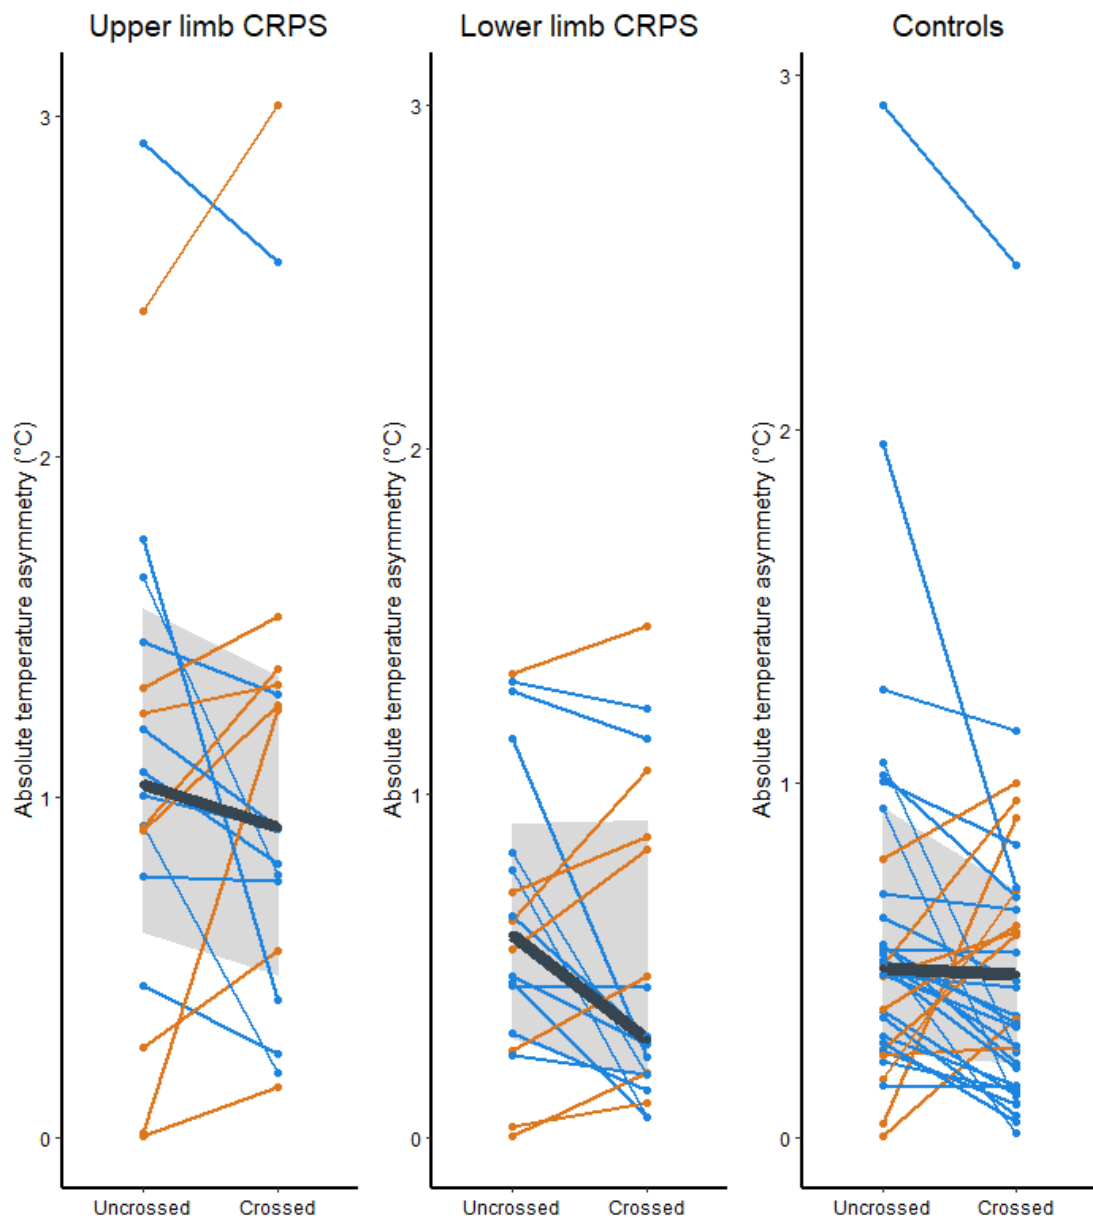 Upper limb CRPS
Lower limb CRPS
Controls
Absolute temperature asymmetry (°C)
3
2
1
0
Uncrossed
Crossed
Absolute temperature asymmetry (°C)
3
2
1
0
Uncrossed
Crossed
Absolute temperature asymmetry (°C)
3
2
1
0
Uncrossed
Crossed